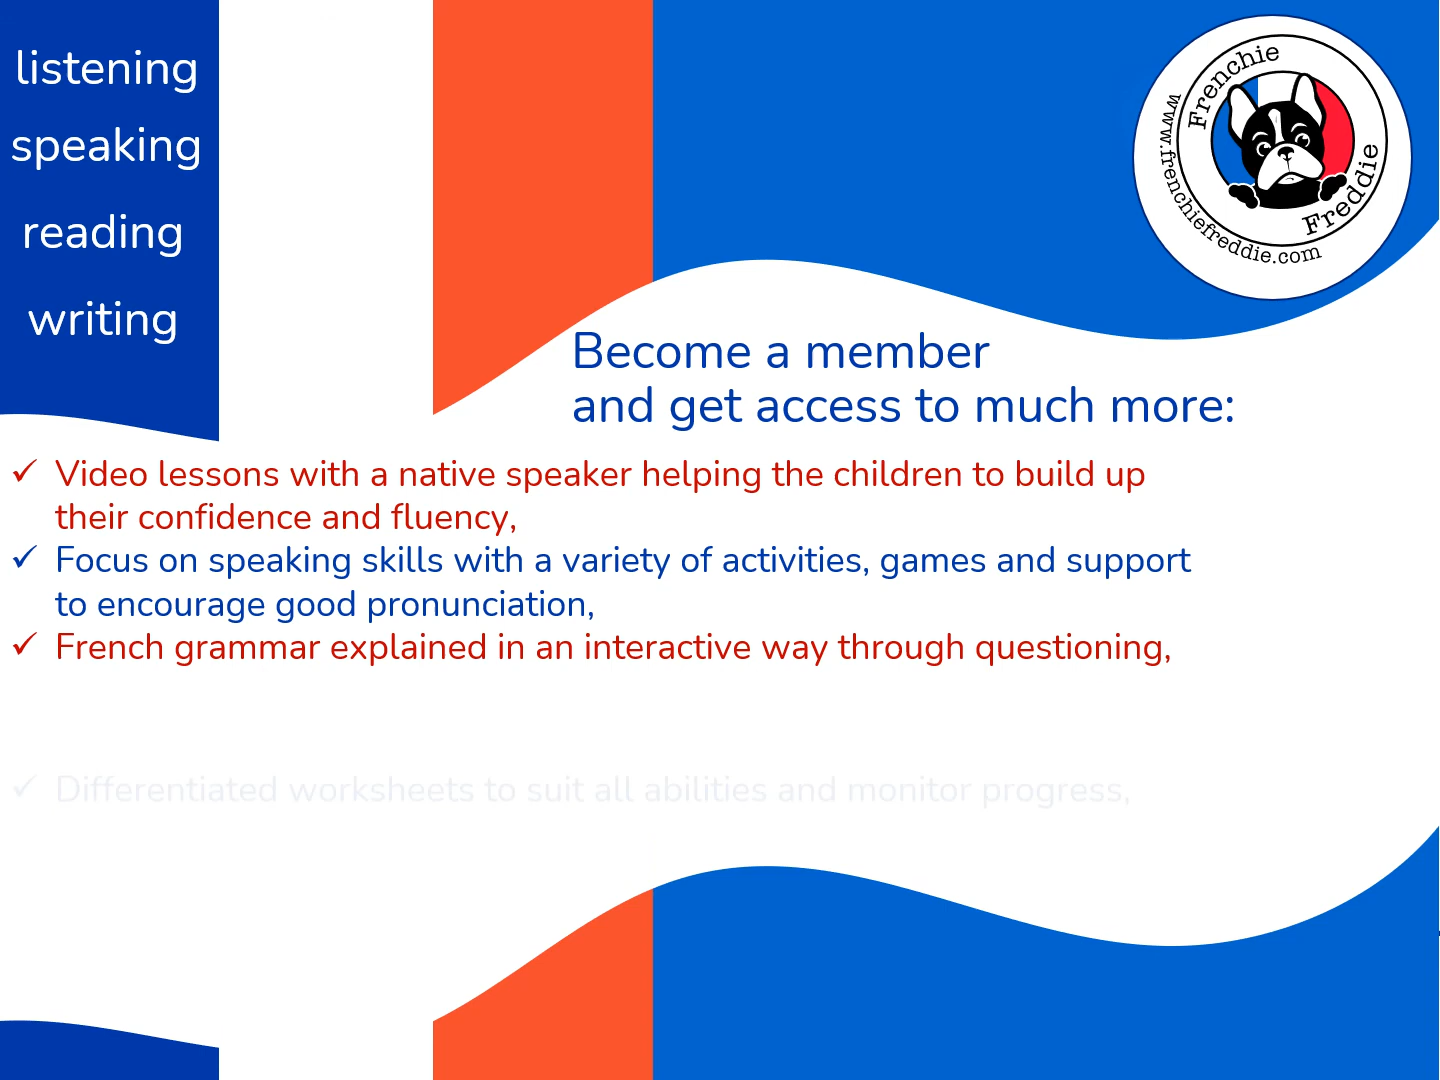 listening
speaking
reading
writing
Frenchie
Freddie
www.frenchiefreddie.com
Become a member
and get access to much more:
✓ Video lessons with a native speaker helping the children to build up
their confidence and fluency,
✓ Focus on speaking skills with a variety of activities, games and support
to encourage good pronunciation,
✓ French grammar explained in an interactive way through questioning,
✓ Differentiated worksheets to suit all abilities and monitor progress,